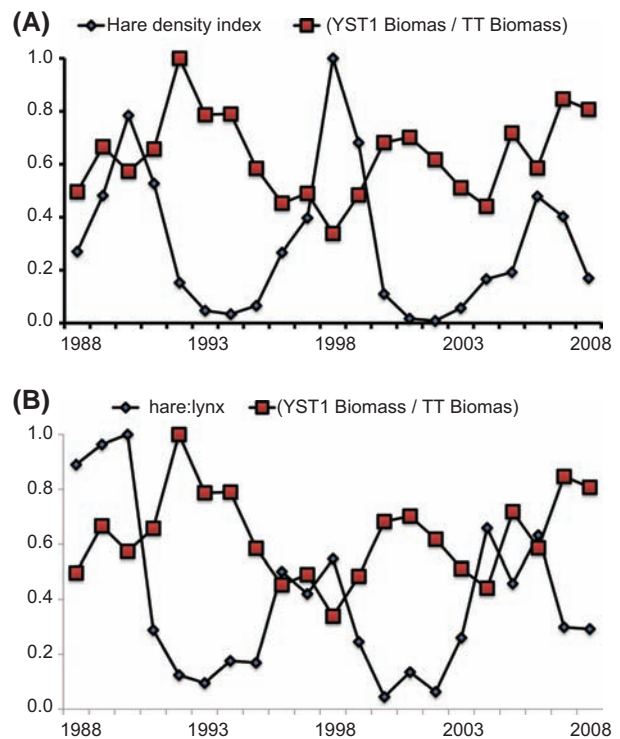 (A)
Hare density index (YST1 Biomas / TT Biomass)
1.0
0.8
0.6
0.4
0.2
0.0
1988 1993 1998 2003 2008
(B)
hare:lynx (YST1 Biomass / TT Biomas)
1.0
0.8
0.6
0.4
0.2
0.0
1988 1993 1998 2003 2008